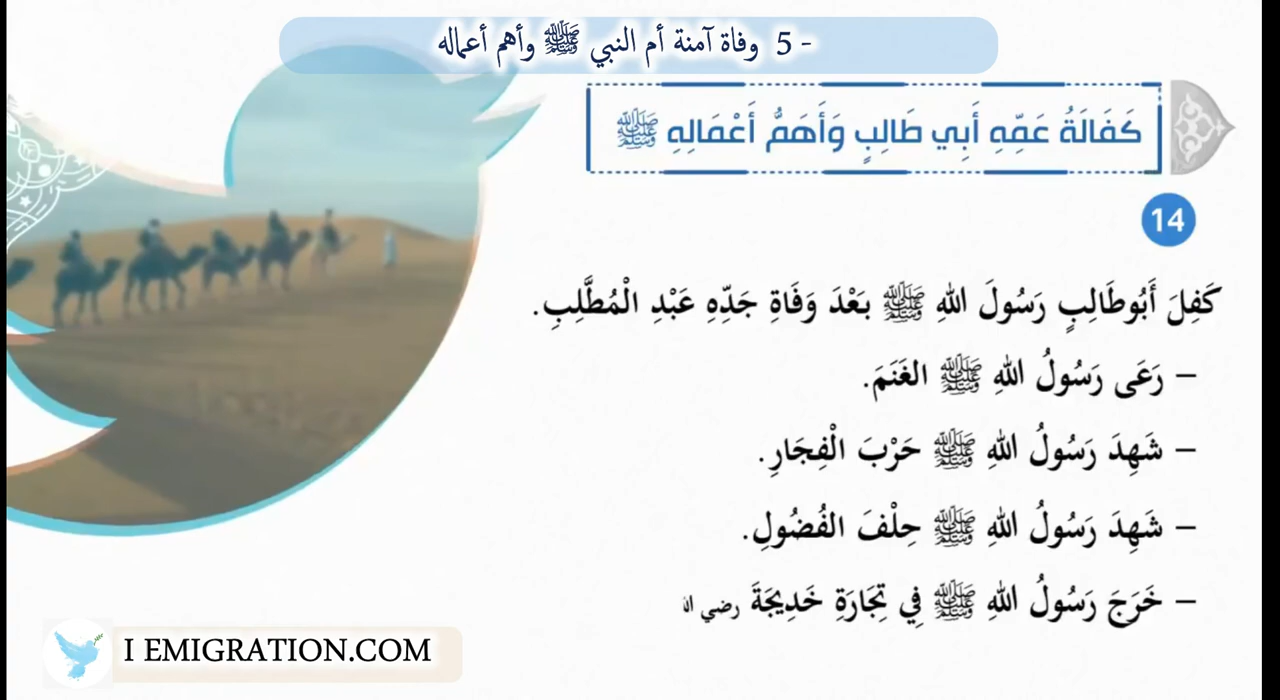 5 - وفاة آمنة أم النبي ﷺ وأهم أعماله
كَفَالَةُ عَمِّهِ أَبِي طَالِبٍ وَأَهَمُّ أَعْمَالِهِ ﷺ
14
كَفِلَ أَبُوطَالِبٍ رَسُولَ اللهِ ﷺ بَعْدَ وَفَاةِ جَدِّهِ عَبْدِ الْمُطَّلِبِ.
– رَعَى رَسُولُ اللهِ ﷺ الغَنَمَ.
– شَهِدَ رَسُولُ اللهِ ﷺ حَرْبَ الْفِجَارِ.
– شَهِدَ رَسُولُ اللهِ ﷺ حِلْفَ الفُضُولِ.
– خَرَجَ رَسُولُ اللهِ ﷺ فِي تِجَارَةِ خَدِيجَةَ رضي الله
I EMIGRATION.COM